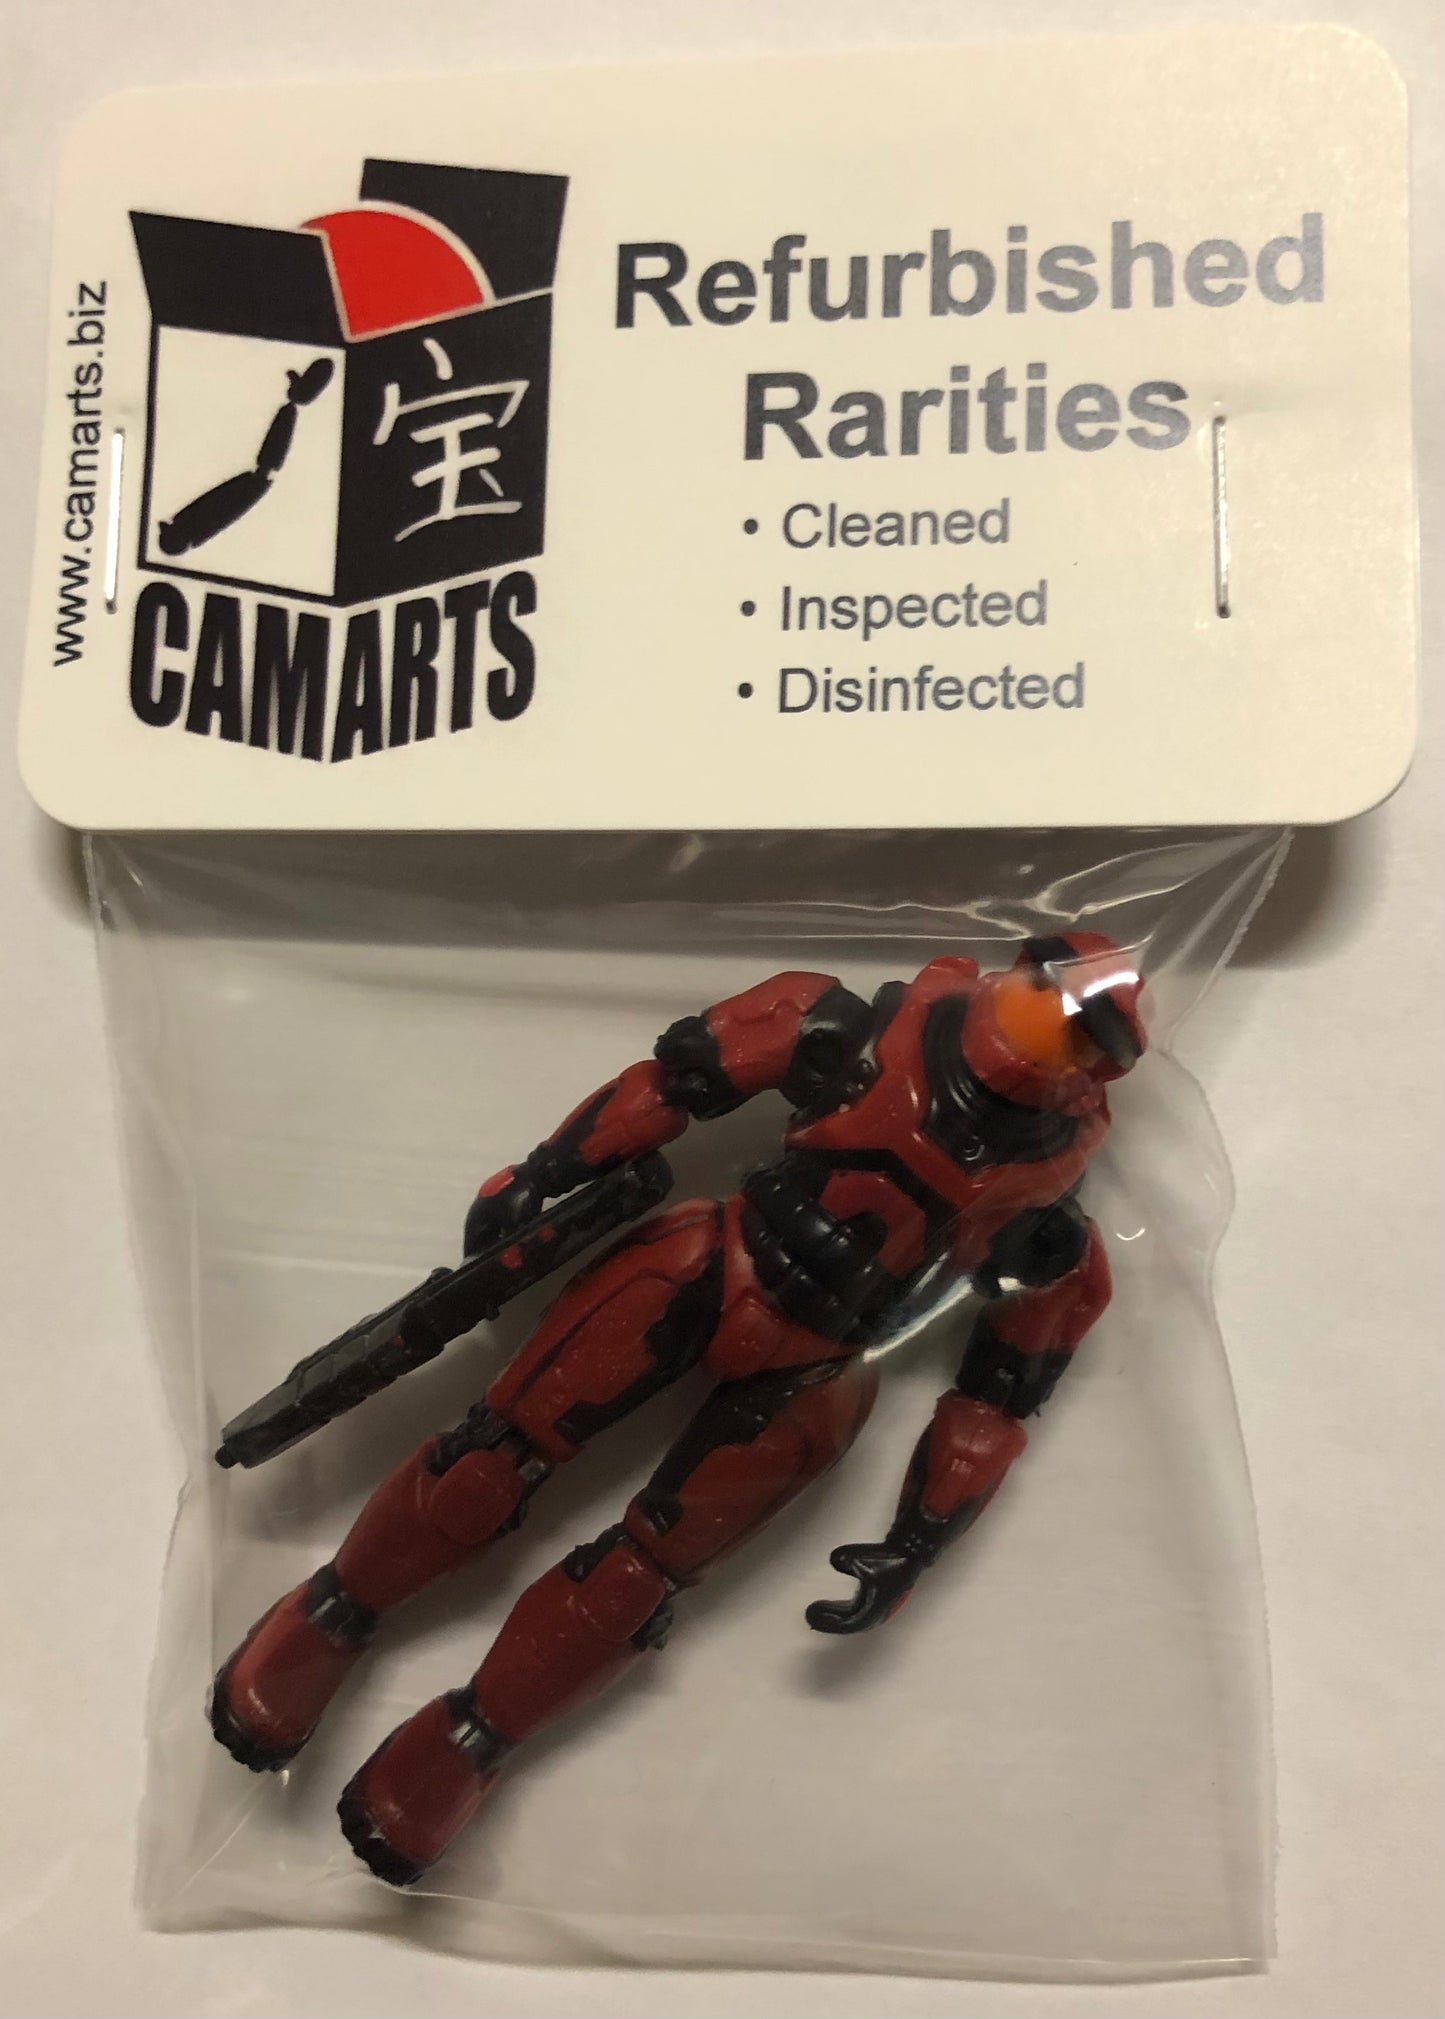 www.camarts.biz
宝
CAMARTS
Refurbished
Rarities
• Cleaned
• Inspected
• Disinfected